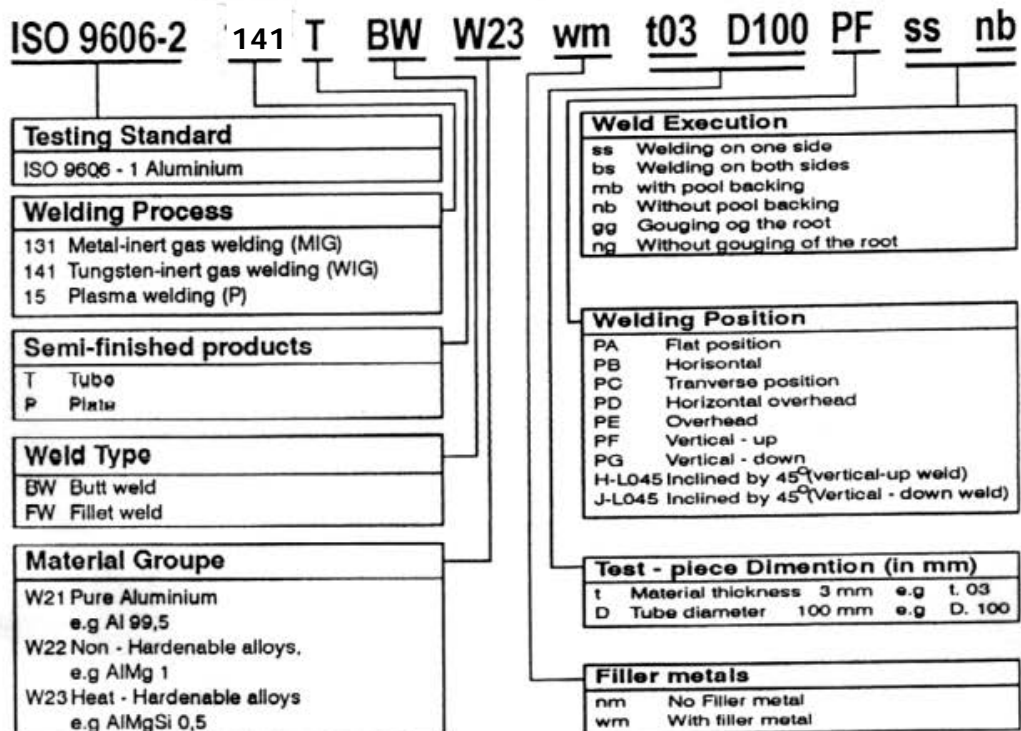 ISO 9606-2 141 T BW W23 wm t03 D100 PF ss nb
Testing Standard
ISO 9606 - 1 Aluminium
Welding Process
131 Metal-inert gas welding (MIG)
141 Tungsten-inert gas welding (WIG)
15 Plasma welding (P)
Semi-finished products
T Tube
P Plate
Weld Type
BW Butt weld
FW Fillet weld
Material Groupe
W21 Pure Aluminium
e.g Al 99,5
W22 Non - Hardenable alloys,
e.g AlMg 1
W23 Heat - Hardenable alloys
e.g AlMgSi 0,5
Weld Execution
ss Welding on one side
bs Welding on both sides
mb with pool backing
nb Without pool backing
gg Gouging og the root
ng Without gouging of the root
Welding Position
PA Flat position
PB Horisontal
PC Tranverse position
PD Horizontal overhead
PE Overhead
PF Vertical - up
PG Vertical - down
H-L045 Inclined by 45° (vertical-up weld)
J-L045 Inclined by 45° (Vertical - down weld)
Test - piece Dimention (in mm)
t Material thickness 3 mm e.g t. 03
D Tube diameter 100 mm e.g D. 100
Filler metals
nm No Filler metal
wm With filler metal